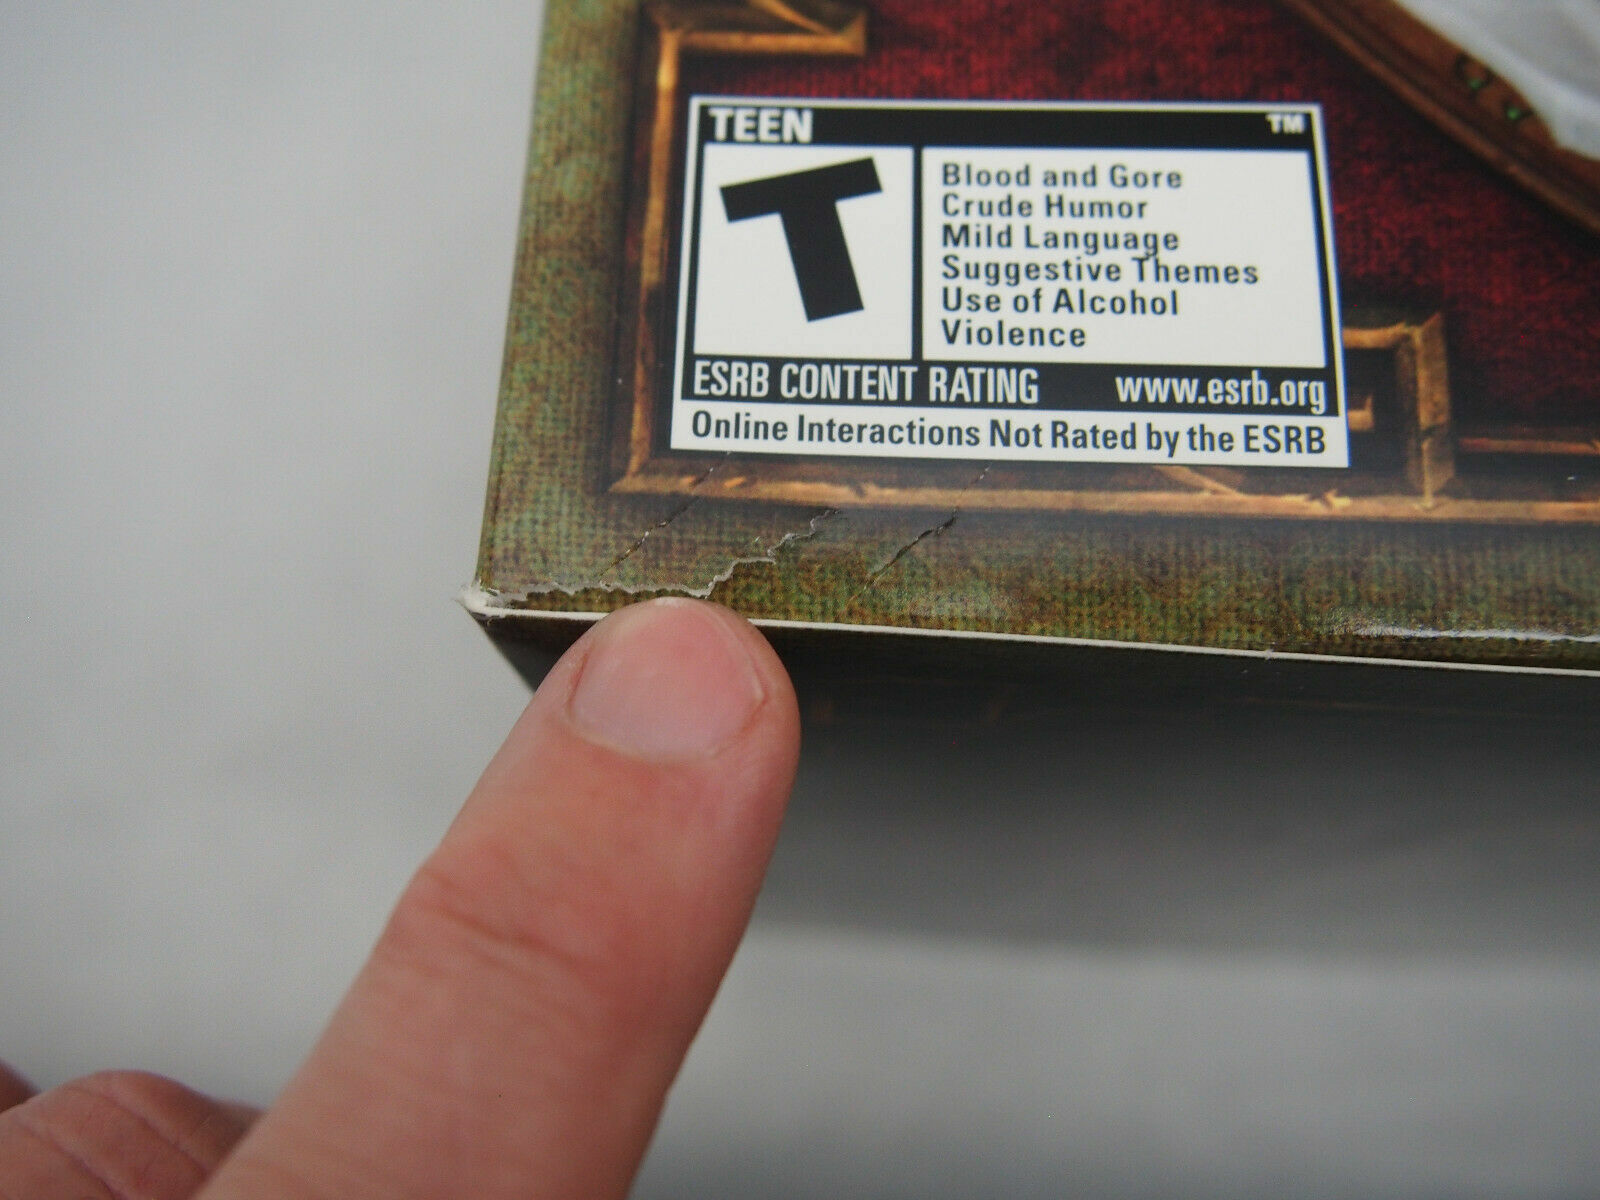 TEEN
TM
T
Blood and Gore
Crude Humor
Mild Language
Suggestive Themes
Use of Alcohol
Violence
ESRB CONTENT RATING www.esrb.org
Online Interactions Not Rated by the ESRB